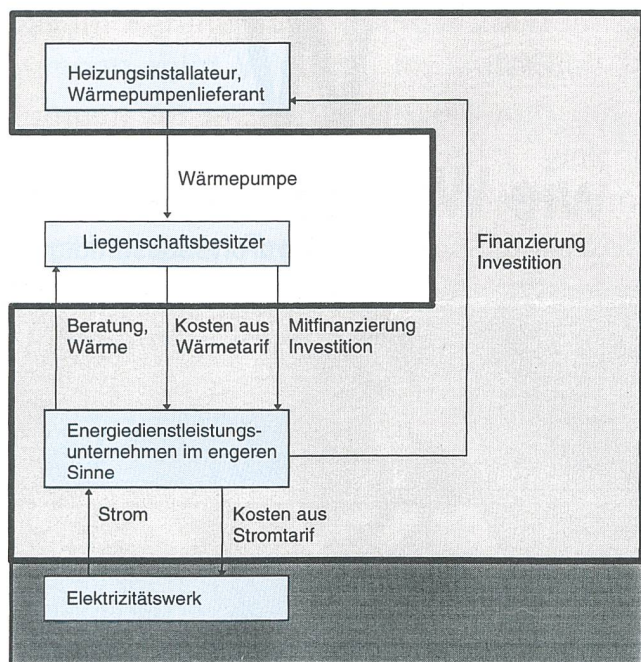 Heizungsinstallateur,
Wärmepumpenlieferant
Wärmepumpe
Liegenschaftsbesitzer
Finanzierung
Investition
Beratung,
Wärme
Kosten aus
Wärmetarif
Mitfinanzierung
Investition
Energiedienstleistungs-
unternehmen im engeren
Sinne
Strom
Kosten aus
Stromtarif
Elektrizitätswerk